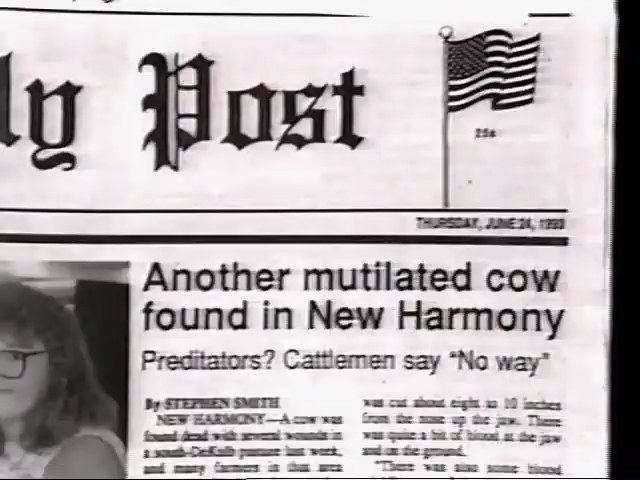 ly Post
25¢
THURSDAY, JUNE 24, 1993
Another mutilated cow
found in New Harmony
Preditators? Cattlemen say "No way"
By STEPHEN SMITH
NEW HARMONY—A cow was
found dead with several wounds in
a south DeKalb pasture last week,
and many farmers in that area
was cut about eight to 10 inches
from the nose up the jaw. There
was quite a bit of blood at the jaw
and on the ground.
"There was also some blood